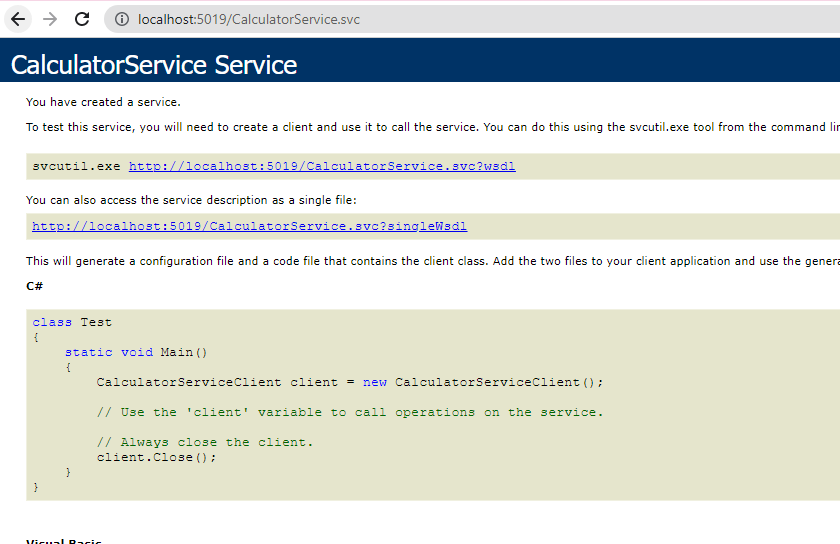 localhost:5019/CalculatorService.svc
CalculatorService Service
You have created a service.
To test this service, you will need to create a client and use it to call the service. You can do this using the svcutil.exe tool from the command
svcutil.exe http://localhost:5019/CalculatorService.svc?wsdl
You can also access the service description as a single file:
http://localhost:5019/CalculatorService.svc?singleWsdl
This will generate a configuration file and a code file that contains the client class. Add the two files to your client application and use the
C#
class Test
{
    static void Main()
    {
        CalculatorServiceClient client = new CalculatorServiceClient();
        // Use the 'client' variable to call operations on the service.
        // Always close the client.
        client.Close();
    }
}
Visual Basic